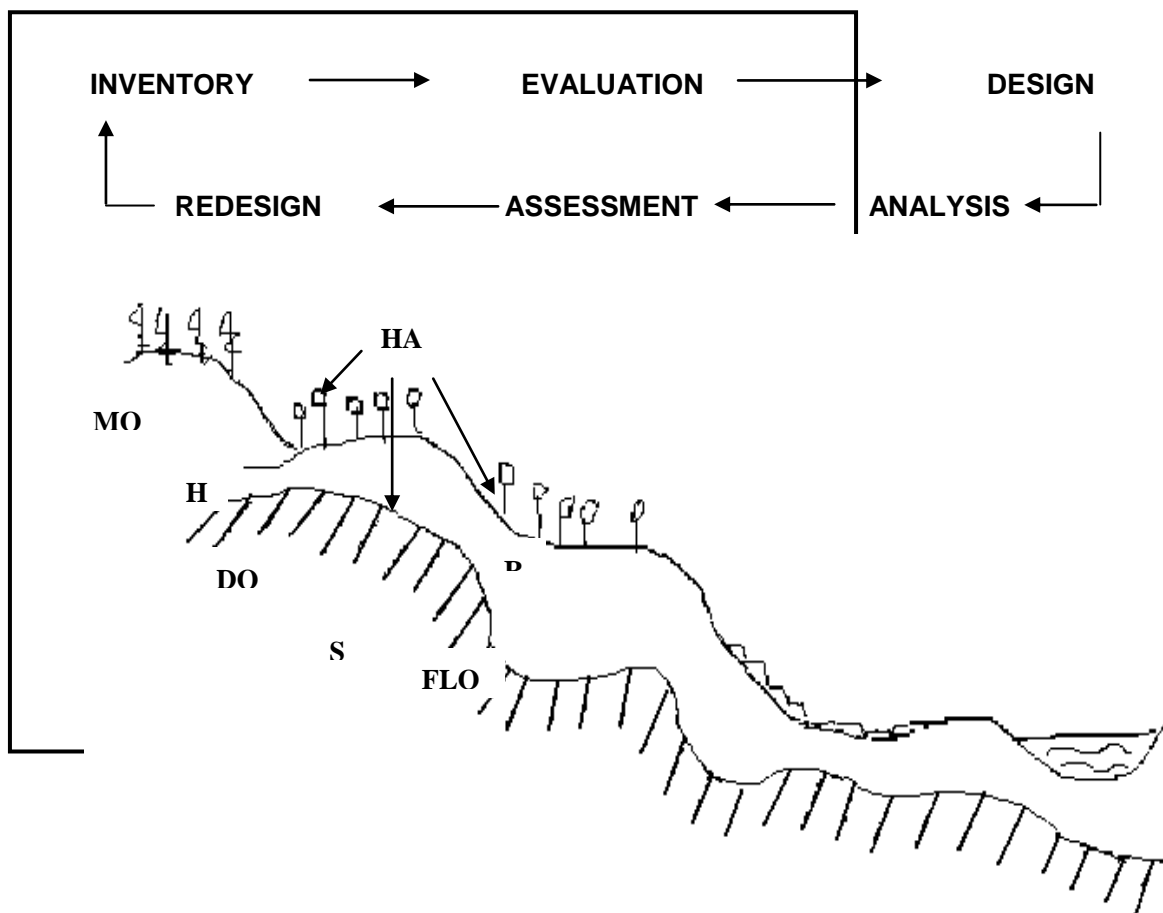 INVENTORY EVALUATION DESIGN
REDESIGN ASSESSMENT ANALYSIS
HA
MO
H
DO
S
FLO